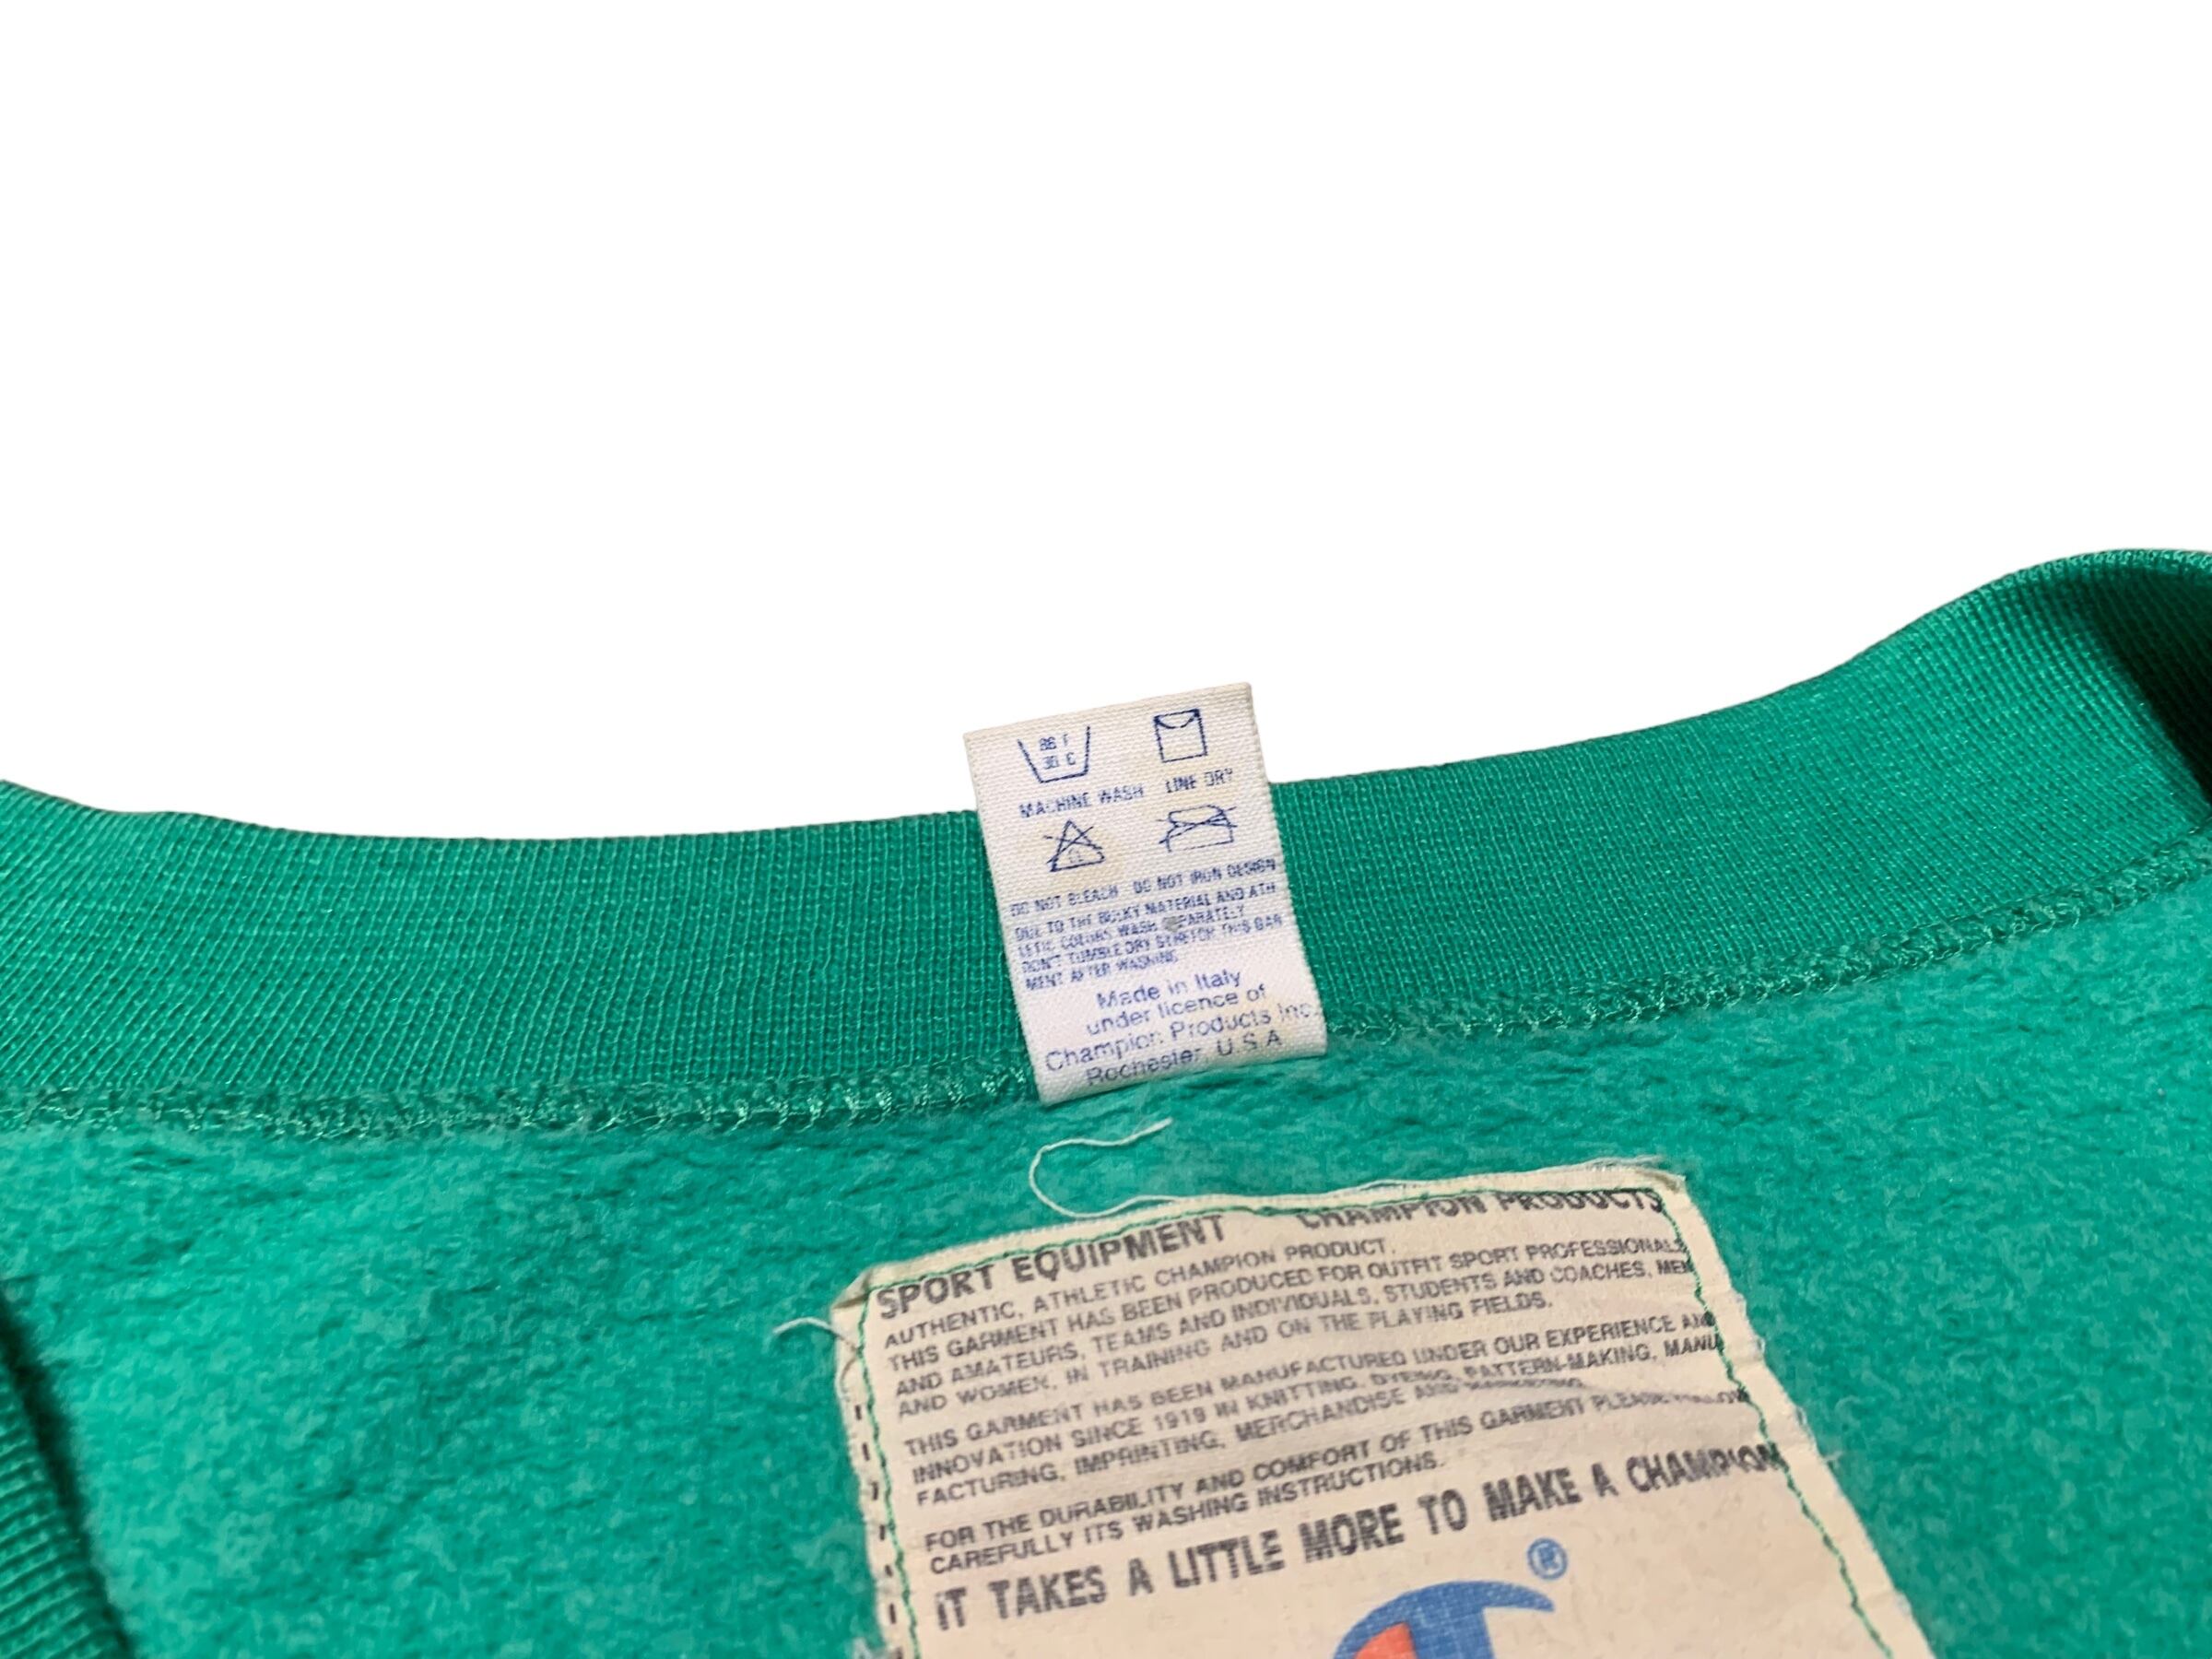 86 F
30 C
MACHINE WASH LINE DRY
DO NOT BLEACH DO NOT IRON DESIGN
DUE TO THE BULKY MATERIAL AND ATH
LETIC COLORS WASH SEPARATELY
DON'T TUMBLE DRY STRETCH THIS GAR
MENT AFTER WASHING
Made in Italy
under licence of
Champion Products Inc.
Rochester, U.S.A
SPORT EQUIPMENT CHAMPION PRODUCTS
AUTHENTIC, ATHLETIC CHAMPION PRODUCT.
THIS GARMENT HAS BEEN PRODUCED FOR OUTFIT SPORT PROFESSIONALS
AND AMATEURS, TEAMS AND INDIVIDUALS, STUDENTS AND COACHES, MEN
AND WOMEN, IN TRAINING AND ON THE PLAYING FIELDS.
THIS GARMENT HAS BEEN MANUFACTURED UNDER OUR EXPERIENCE AND
INNOVATION SINCE 1919 IN KNITTING, DYEING, PATTERN-MAKING, MANU
FACTURING, IMPRINTING, MERCHANDISE AND MARKETING.
FOR THE DURABILITY AND COMFORT OF THIS GARMENT PLEASE FOLLOW
CAREFULLY ITS WASHING INSTRUCTIONS.
IT TAKES A LITTLE MORE TO MAKE A CHAMPION
®